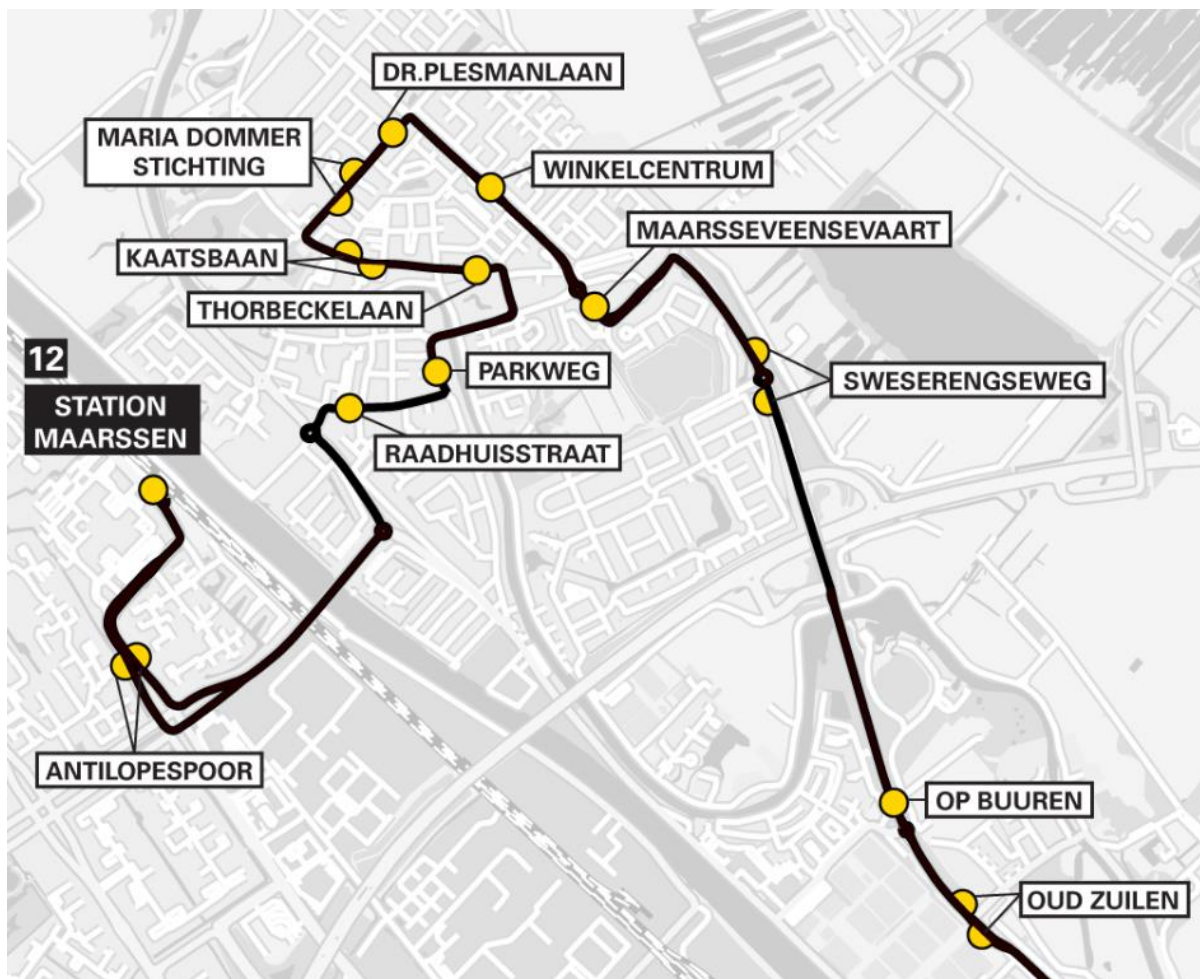 DR.PLESMANLAAN
MARIA DOMMER
STICHTING
WINKELCENTRUM
MAARSSEVEENSEVAART
KAATSBAAN
THORBECKELAAN
12
PARKWEG
SWESERENGSEWEG
STATION
MAARSSEN
RAADHUISSTRAAT
ANTILOPESPOOR
OP BUUREN
OUD ZUILEN